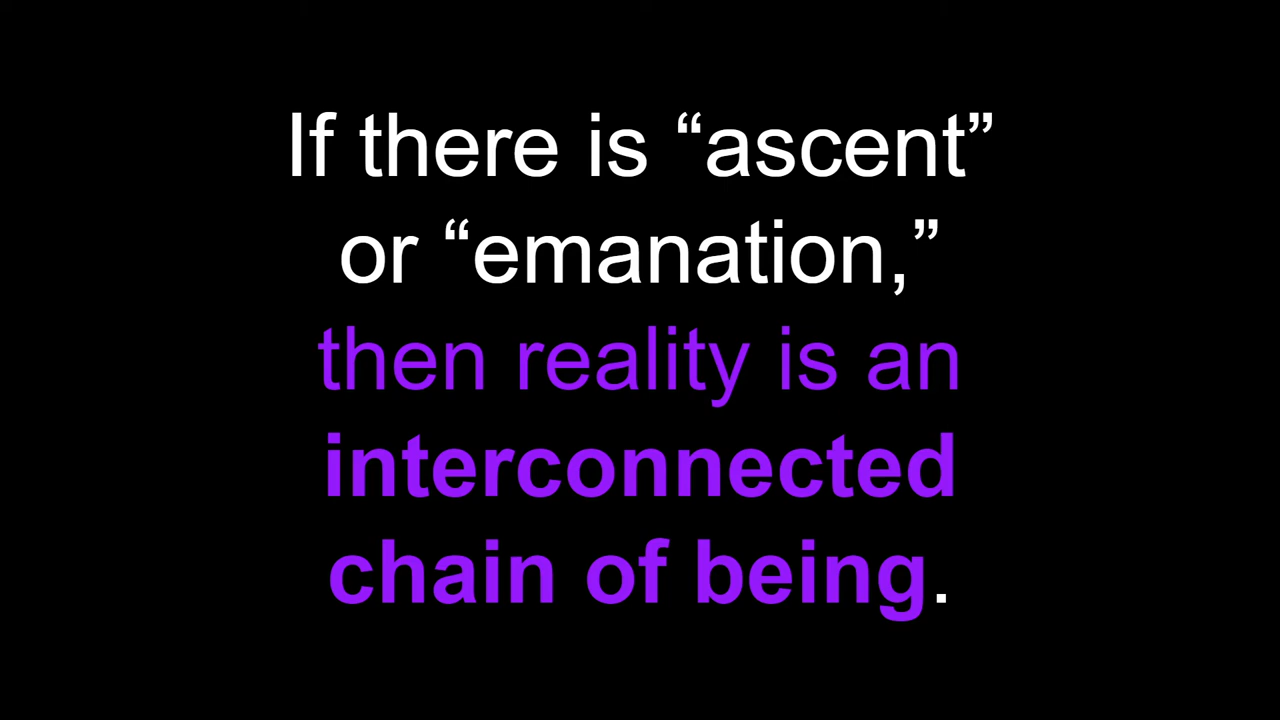 If there is “ascent”
or “emanation,”
then reality is an
interconnected
chain of being.